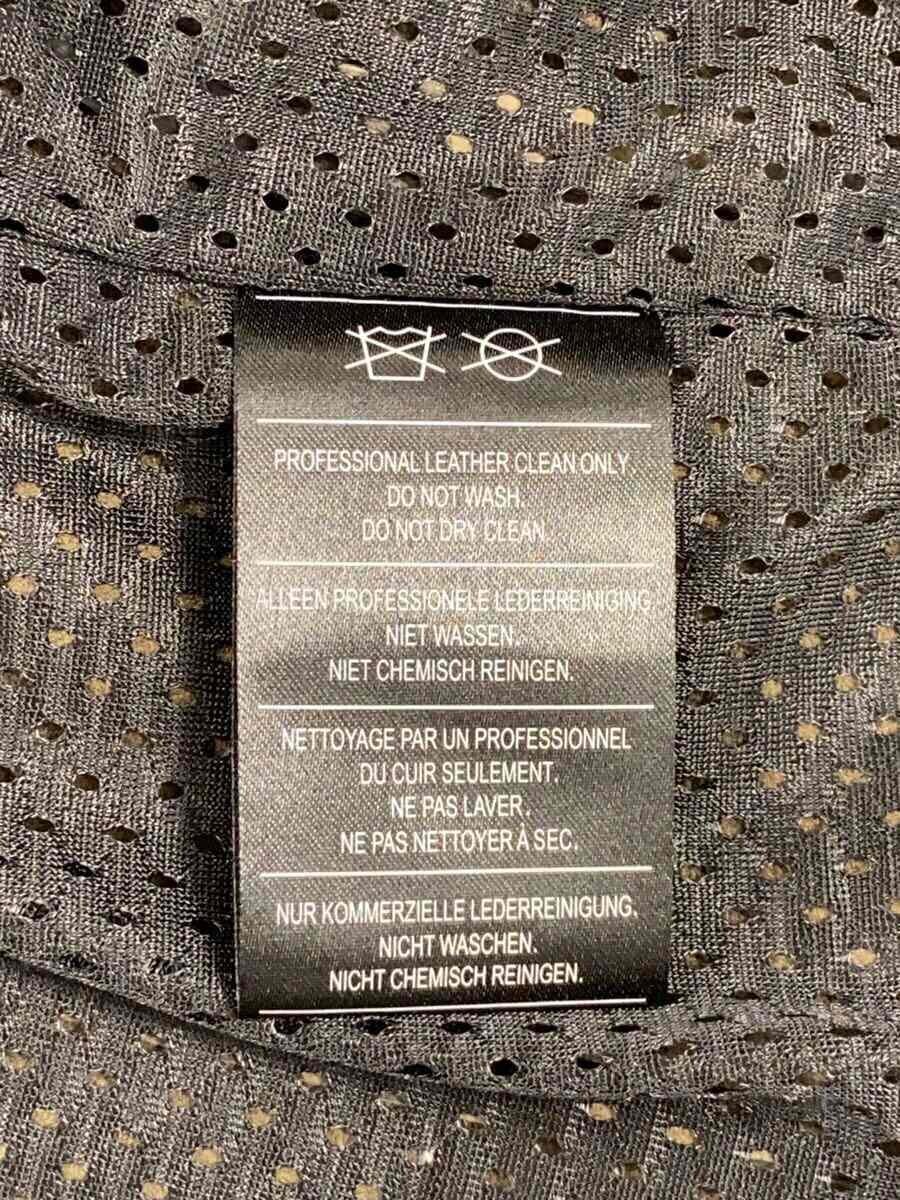 PROFESSIONAL LEATHER CLEAN ONLY.
DO NOT WASH.
DO NOT DRY CLEAN.
ALLEEN PROFESSIONELE LEDERREINIGING
NIET WASSEN.
NIET CHEMISCH REINIGEN.
NETTOYAGE PAR UN PROFESSIONNEL
DU CUIR SEULEMENT.
NE PAS LAVER.
NE PAS NETTOYER À SEC.
NUR KOMMERZIELLE LEDERREINIGUNG.
NICHT WASCHEN.
NICHT CHEMISCH REINIGEN.